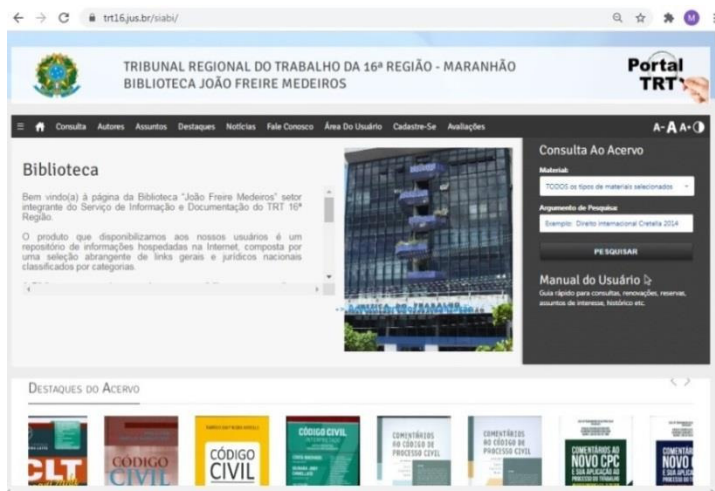 trt16.jus.br/siabi/
M
TRIBUNAL REGIONAL DO TRABALHO DA 16ª REGIÃO - MARANHÃO
BIBLIOTECA JOÃO FREIRE MEDEIROS
Portal
TRT
Consulta Autores Assuntos Destaques Notícias Fale Conosco Área Do Usuário Cadastre-Se Avaliações
A- A A+
Biblioteca
Bem vindo(a) à página da Biblioteca "João Freire Medeiros" setor
integrante do Serviço de Informação e Documentação do TRT 16ª
Região.
O produto que disponibilizamos aos nossos usuários é um
repositório de informações hospedadas na Internet, composta por
uma seleção abrangente de links gerais e jurídicos nacional
classificados por categorias.
Consulta Ao Acervo
Material:
TODOS os tipos de materiais selecionados
Argumento de Pesquisa:
Exemplo: Direito internacional Cretella 2014
PESQUISAR
Manual do Usuário
Guia rápido para consultas, renovações, reservas,
assuntos de interesse, histórico etc.
DESTAQUES DO ACERVO
CLT
CÓDIGO
CIVIL
CÓDIGO
CIVIL
CÓDIGO CIVIL
INTERPRETADO
COMENTÁRIOS
AO CÓDIGO DE
PROCESSO CIVIL
COMENTÁRIOS
AO CÓDIGO DE
PROCESSO CIVIL
COMENTÁRIOS AO
NOVO CPC
E SUA APLICAÇÃO AO
PROCESSO DO TRABALHO
NOVO